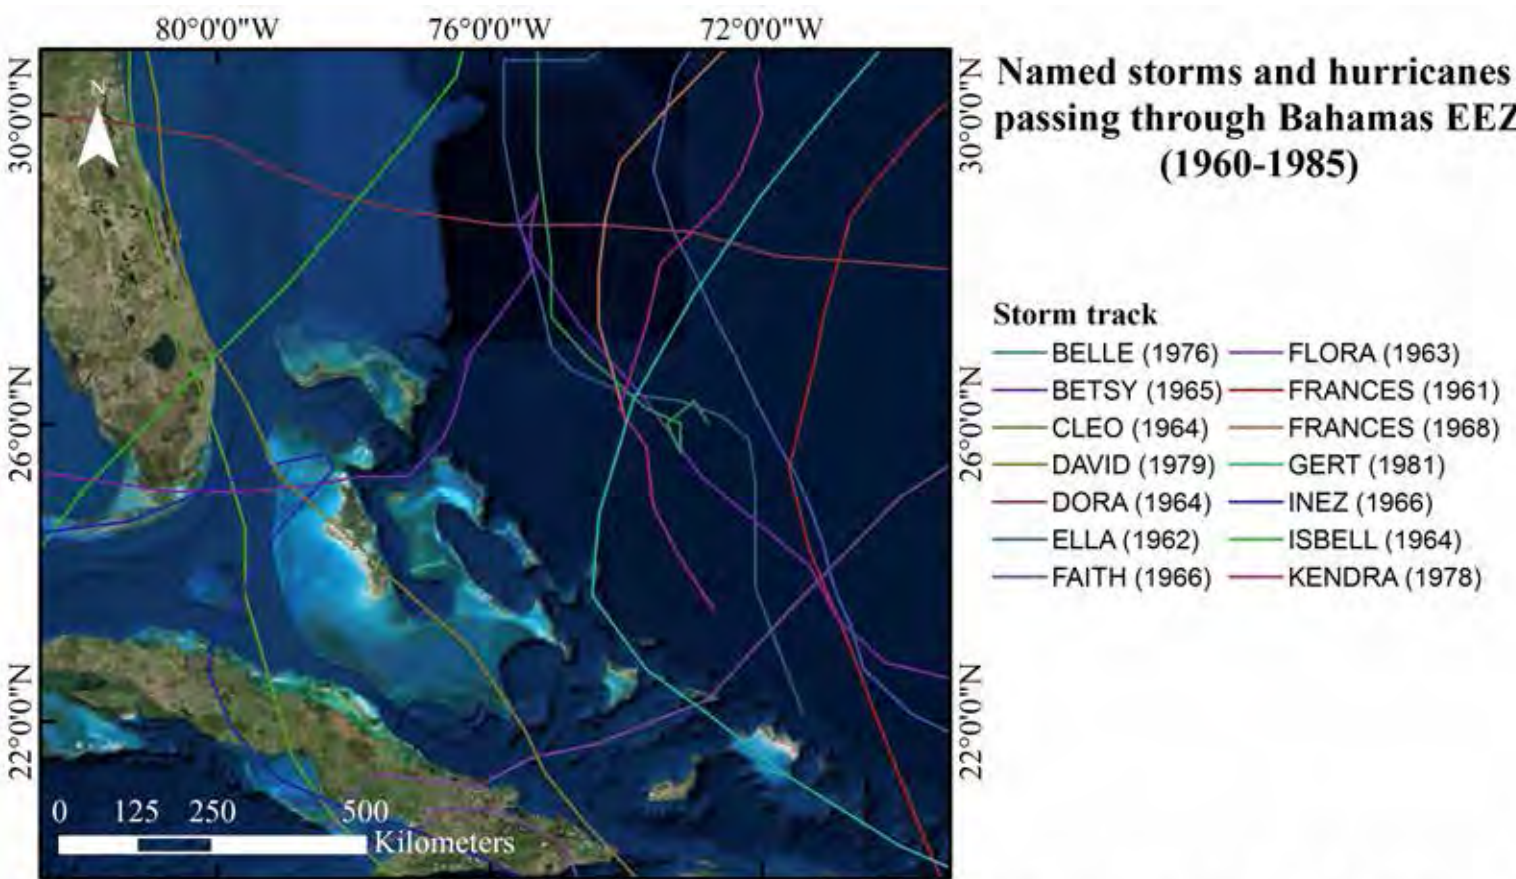 80°0'0"W 76°0'0"W 72°0'0"W
30°0'0"N
26°0'0"N
22°0'0"N
N
30°0'0"N
26°0'0"N
22°0'0"N
0 125 250 500
Kilometers
Named storms and hurricanes
passing through Bahamas EEZ
(1960-1985)
Storm track
BELLE (1976) FLORA (1963)
BETSY (1965) FRANCES (1961)
CLEO (1964) FRANCES (1968)
DAVID (1979) GERT (1981)
DORA (1964) INEZ (1966)
ELLA (1962) ISBELL (1964)
FAITH (1966) KENDRA (1978)